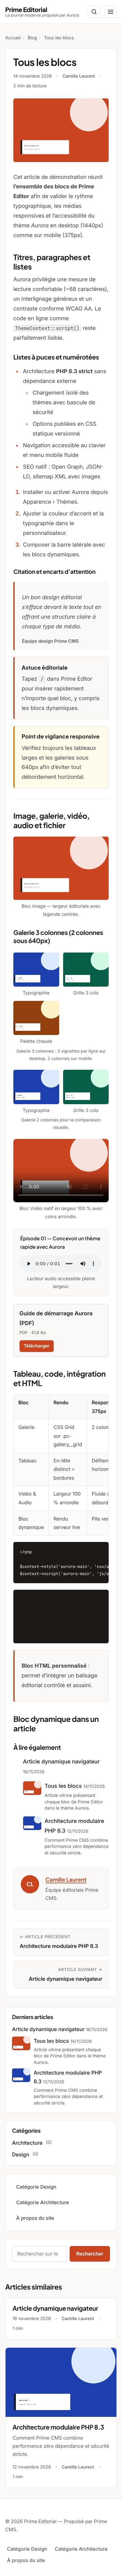 Prime Editorial
Le journal moderne propulsé par Aurora
Accueil / Blog / Tous les blocs
Tous les blocs
14 novembre 2026 · Camille Laurent ·
2 min de lecture
Cet article de démonstration réunit
l'ensemble des blocs de Prime
Editor afin de valider le rythme
typographique, les médias
responsives et l'accessibilité du
thème Aurora en desktop (1440px)
comme sur mobile (375px).
Titres, paragraphes et
listes
Aurora privilégie une mesure de
lecture confortable (~68 caractères),
un interlignage généreux et des
contrastes conforme WCAG AA. Le
code en ligne comme
ThemeContext::script() reste
parfaitement lisible.
Listes à puces et numérotées
Architecture PHP 8.3 strict sans
dépendance externe
Chargement isolé des
thèmes avec bascule de
sécurité
Options publiées en CSS
statique versionné
Navigation accessible au clavier
et menu mobile fluide
SEO natif : Open Graph, JSON-
LD, sitemap XML avec images
1. Installer ou activer Aurora depuis
Apparence › Thèmes.
2. Ajuster la couleur d'accent et la
typographie dans le
personnalisateur.
3. Composer la barre latérale avec
les blocs dynamiques.
Citation et encarts d'attention
Un bon design éditorial
s'efface devant le texte tout en
offrant une structure claire à
chaque type de média.
Équipe design Prime CMS
Astuce éditoriale
Tapez / dans Prime Editor
pour insérer rapidement
n'importe quel bloc, y compris
les blocs dynamiques.
Point de vigilance responsive
Vérifiez toujours les tableaux
larges et les galeries sous
640px afin d'éviter tout
débordement horizontal.
Image, galerie, vidéo,
audio et fichier
Bloc Image — largeur éditoriale avec
légende centrée.
Galerie 3 colonnes (2 colonnes
sous 640px)
Typographie
Grille 3 cols
Palette chaude
Galerie 3 colonnes : 3 vignettes par ligne sur
desktop, 2 colonnes sur mobile.
Typographie
Grille 3 cols
Galerie 2 colonnes pour la comparaison
visuelle.
0:00
Bloc Vidéo natif en largeur 100 % avec
coins arrondis.
Épisode 01 — Concevoir un thème
rapide avec Aurora
0:00 / 0:01
Lecteur audio accessible pleine
largeur.
Guide de démarrage Aurora
(PDF)
Télécharger
Tableau, code, intégration
et HTML
Bloc Rendu
375px
Galerie CSS Grid 2 colonn
sur .pc-
gallery__grid
Tableau En-tête
distinct +
bordures
Vidéo & Largeur 100
Audio % arrondie
Bloc Rendu
dynamique serveur live
<?php
Bloc HTML personnalisé :
permet d'intégrer un balisage
éditorial contrôlé et assaini.
Bloc dynamique dans un
article
À lire également
Architecture dynamique navigateur
16/11/2026
Tous les blocs 14/11/2026
Article vitrine présentant
chaque bloc de Prime Editor
dans le thème Aurora.
Architecture modulaire
PHP 8.3 12/11/2026
Comment Prime CMS combine
performance zéro dépendance
et sécurité stricte.
CL
Camille Laurent
Équipe éditoriale Prime
CMS.
← ARTICLE PRÉCÉDENT
Architecture modulaire PHP 8.3
ARTICLE SUIVANT →
Article dynamique navigateur
Derniers articles
Article dynamique navigateur 16/11/2026
Tous les blocs 14/11/2026
Article vitrine présentant chaque
bloc de Prime Editor dans le thème
Aurora.
Architecture modulaire PHP
8.3 12/11/2026
Comment Prime CMS combine
performance zéro dépendance et
sécurité stricte.
Catégories
Architecture
Design
Catégorie Design
Catégorie Architecture
À propos du site
Rechercher sur le
Rechercher
Articles similaires
Article dynamique navigateur
16 novembre 2026 · Camille Laurent ·
1 min
Architecture modulaire PHP 8.3
Comment Prime CMS combine
performance zéro dépendance et sécurité
stricte.
12 novembre 2026 · Camille Laurent ·
1 min
© 2026 Prime Editorial — Propulsé par Prime
CMS.
Catégorie Design Catégorie Architecture
À propos du site